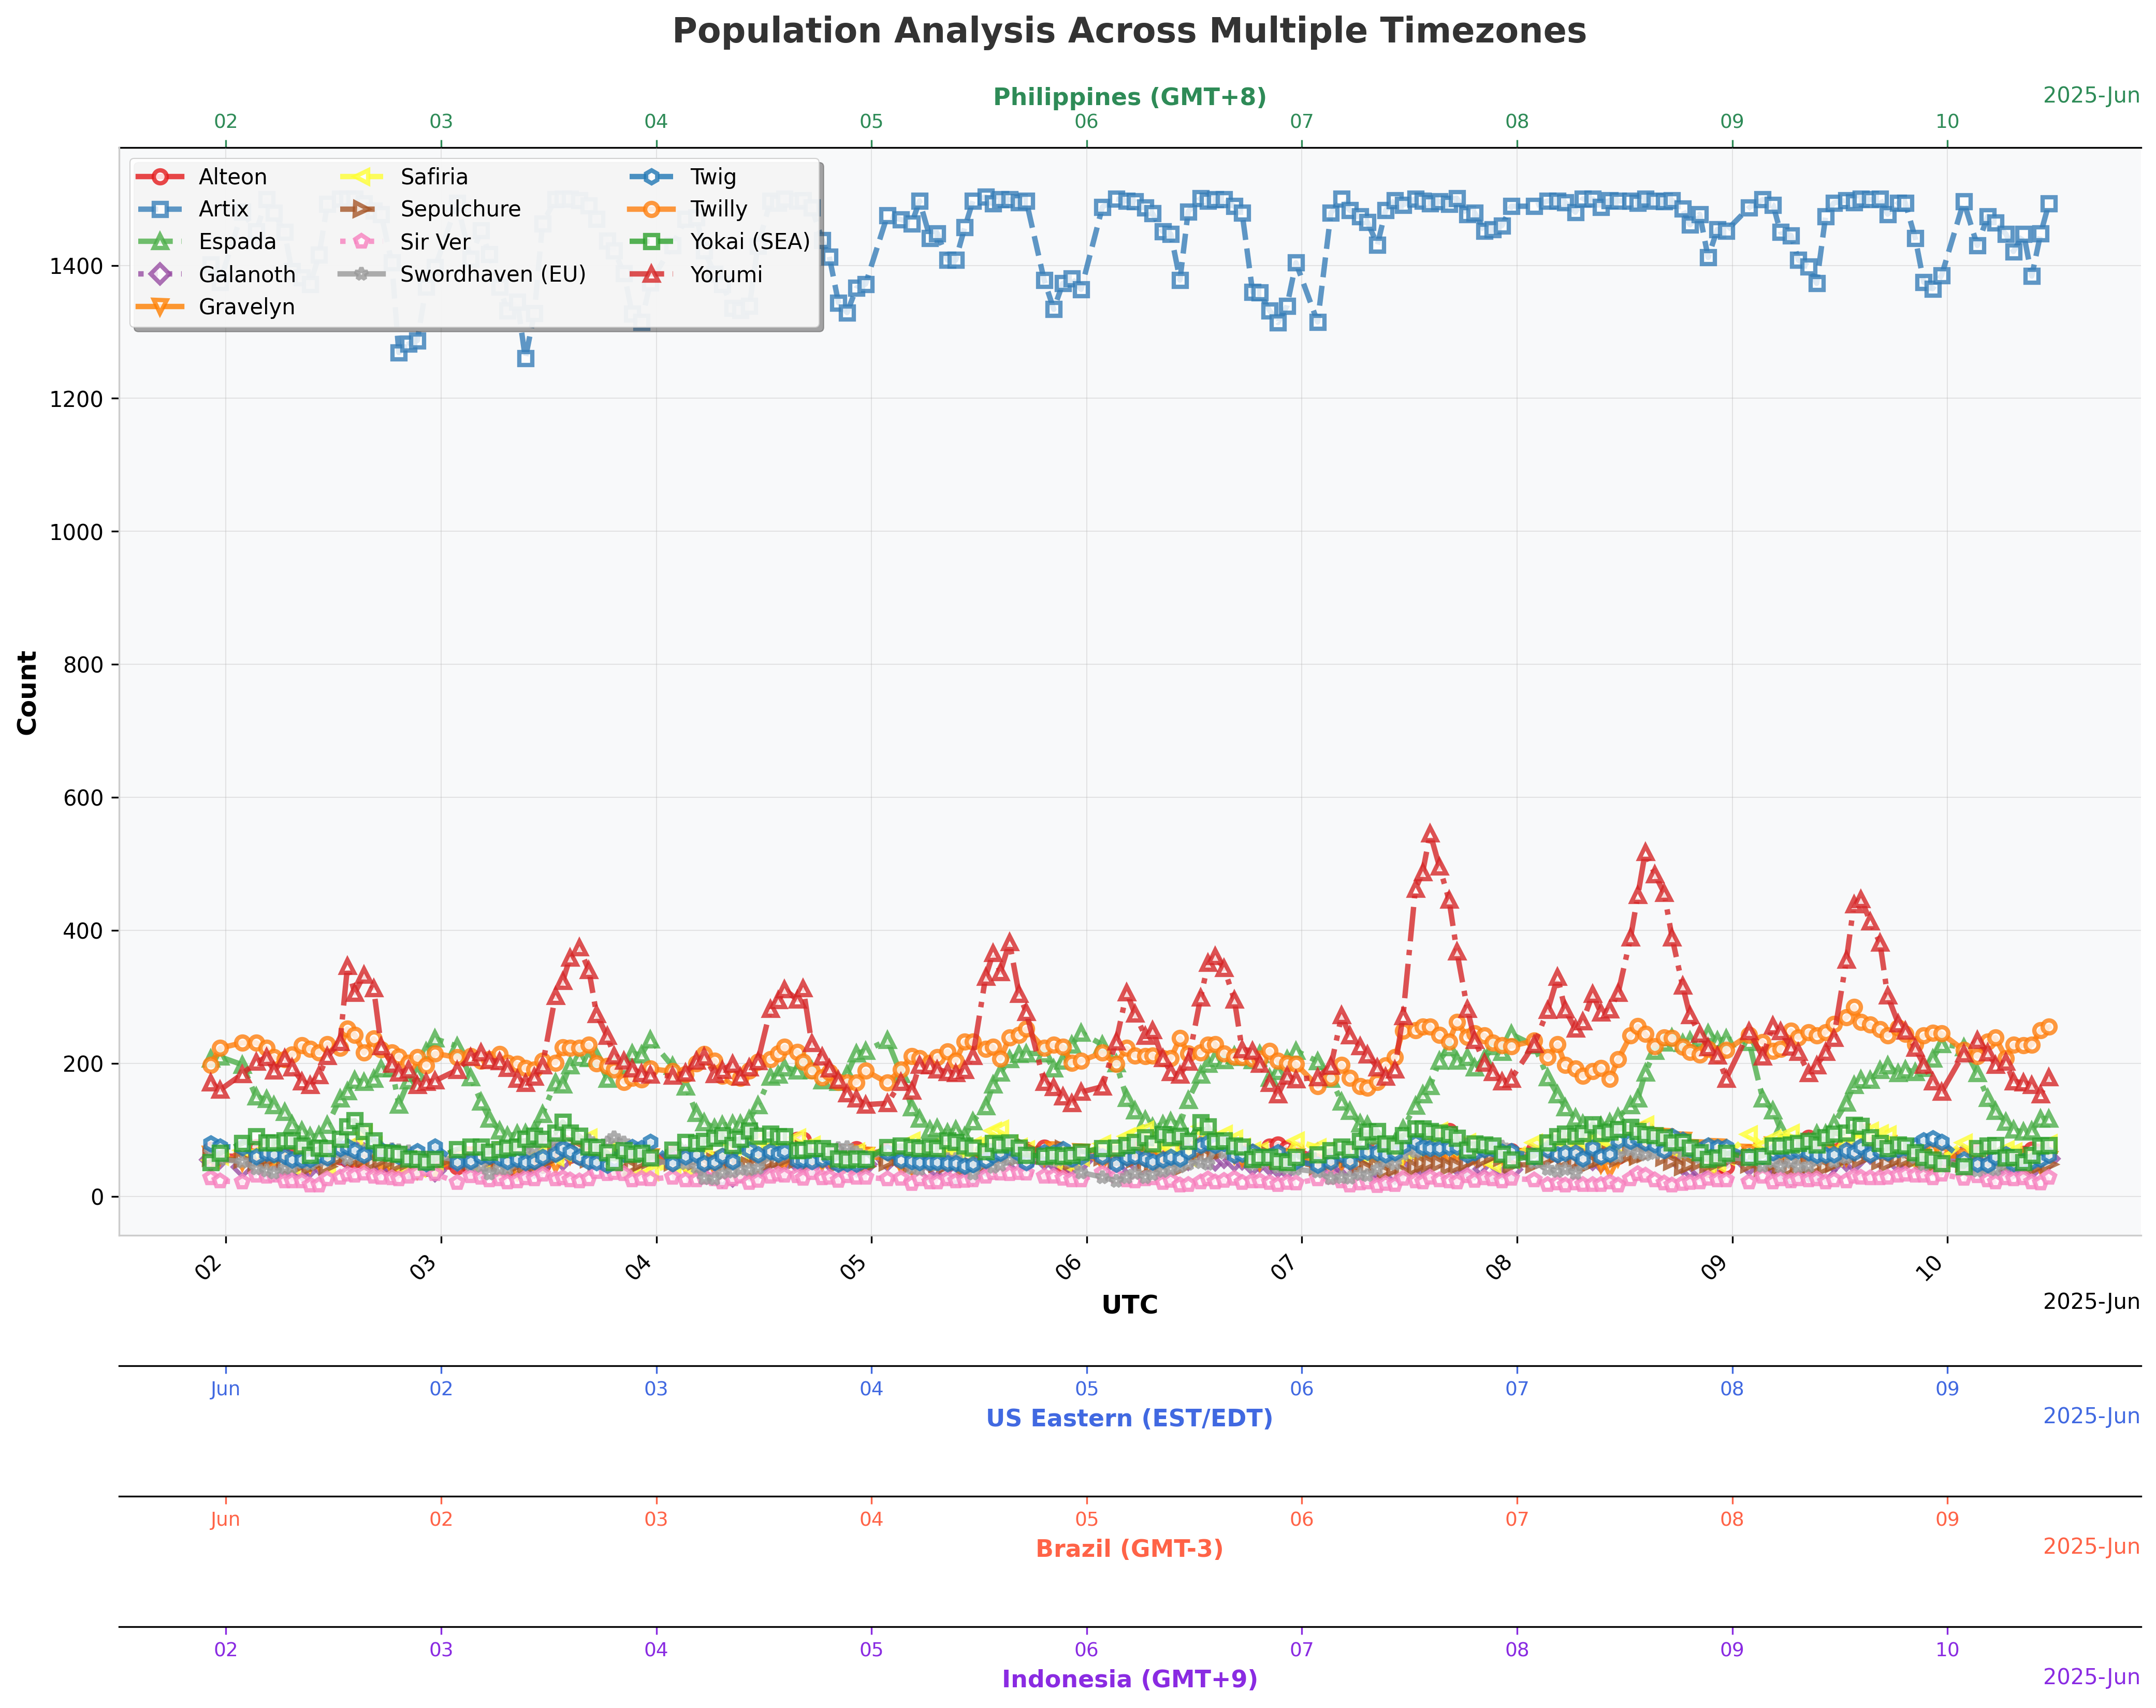 Population Analysis Across Multiple Timezones
Philippines (GMT+8)
2025-Jun
02 03 04 05 06 07 08 09 10
Alteon
Artix
Espada
Galanoth
Gravelyn
Safiria
Sepulchure
Sir Ver
Swordhaven (EU)
Twig
Twilly
Yokai (SEA)
Yorumi
1400
1200
1000
800
600
400
200
0
Count
02 03 04 05 06 07 08 09 10
UTC
2025-Jun
Jun 02 03 04 05 06 07 08 09
US Eastern (EST/EDT)
2025-Jun
Jun 02 03 04 05 06 07 08 09
Brazil (GMT-3)
2025-Jun
02 03 04 05 06 07 08 09 10
Indonesia (GMT+9)
2025-Jun